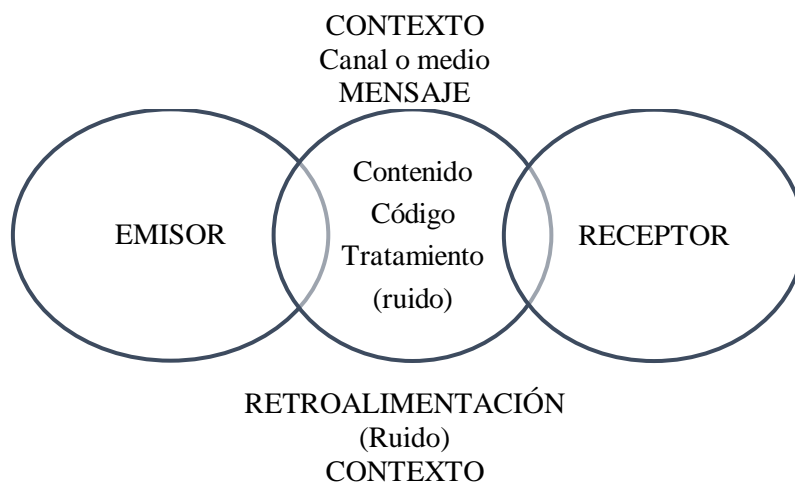 CONTEXTO
Canal o medio
MENSAJE
Contenido
Código
EMISOR
RECEPTOR
Tratamiento
(ruido)
RETROALIMENTACIÓN
(Ruido)
CONTEXTO